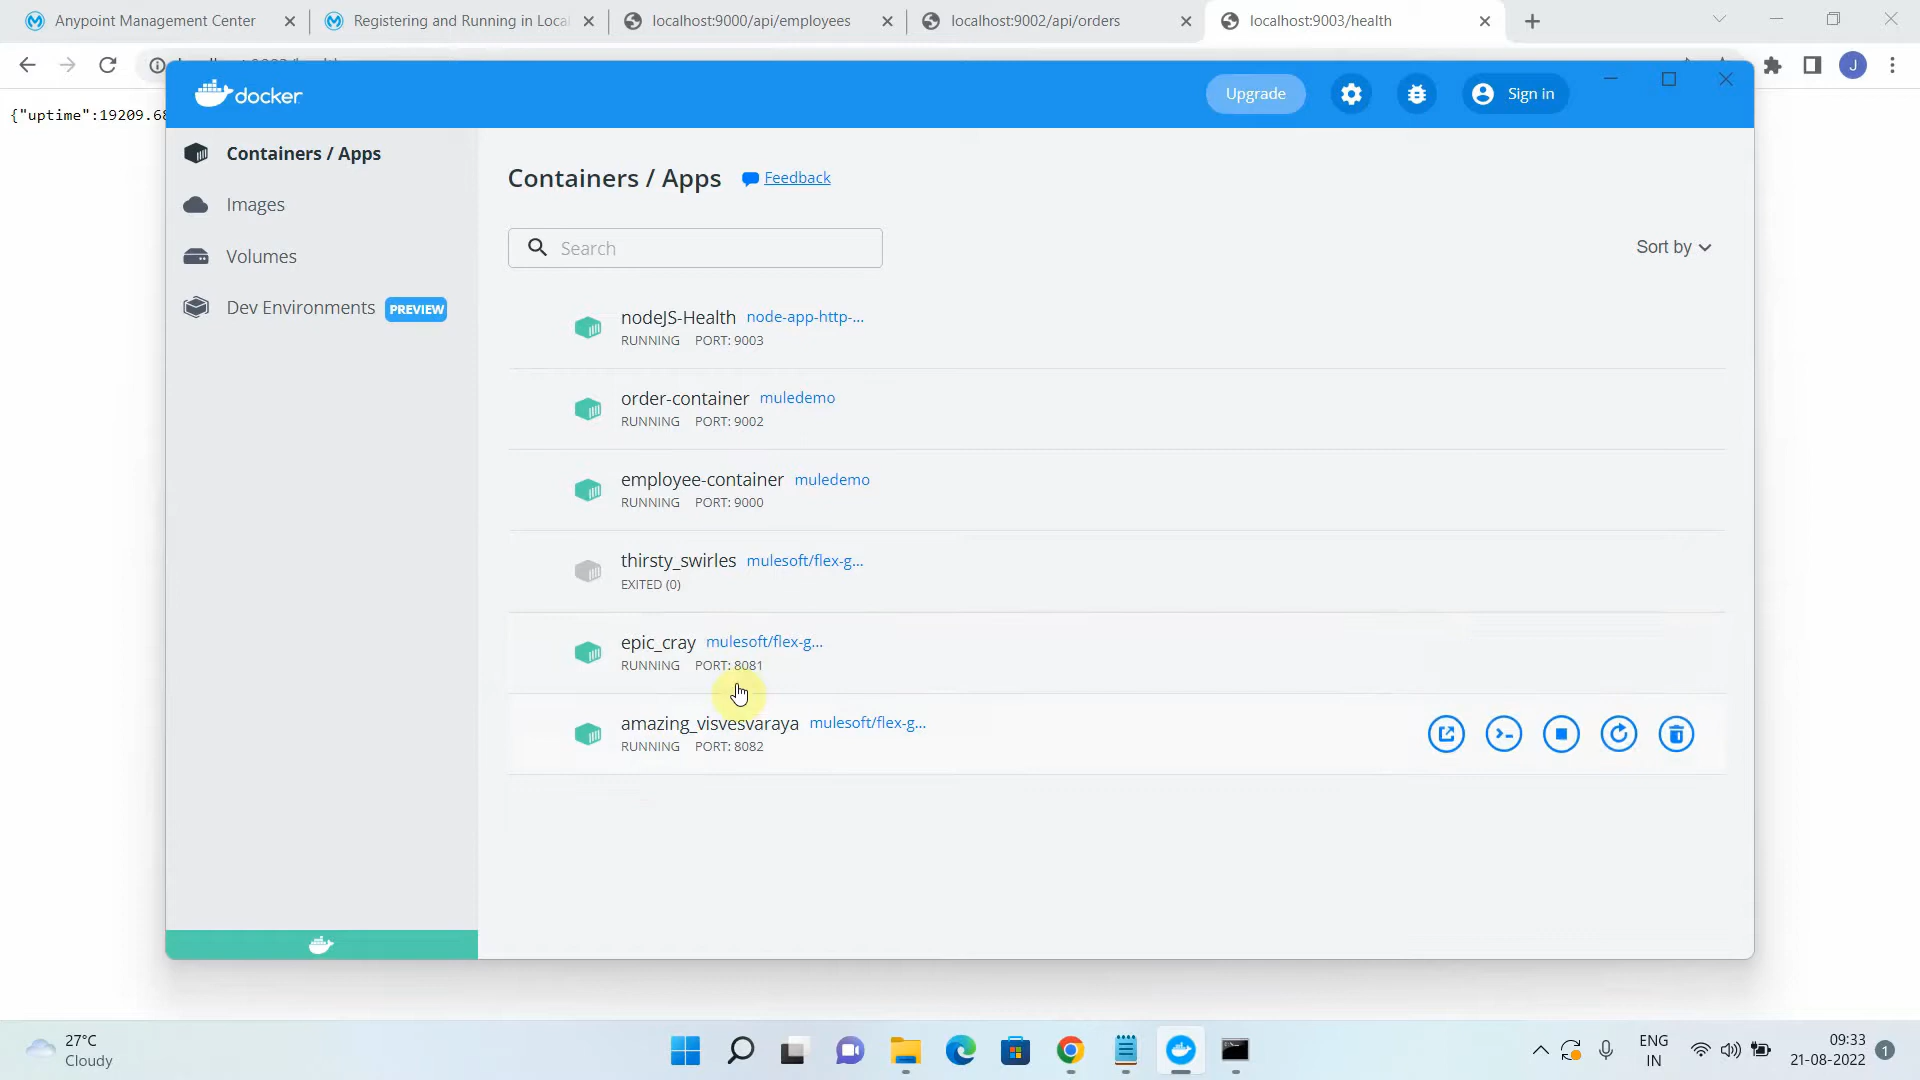 Anypoint Management Center
Registering and Running in Loca
localhost:9000/api/employees
localhost:9002/api/orders
localhost:9003/health
J
{"uptime":19209.68
docker
Upgrade
Sign in
Containers / Apps
Images
Volumes
Dev Environments PREVIEW
Containers / Apps
Feedback
Search
Sort by
nodeJS-Health node-app-http-...
RUNNING PORT: 9003
order-container muledemo
RUNNING PORT: 9002
employee-container muledemo
RUNNING PORT: 9000
thirsty_swirles mulesoft/flex-g...
EXITED (0)
epic_cray mulesoft/flex-g...
RUNNING PORT: 8081
amazing_visvesvaraya mulesoft/flex-g...
RUNNING PORT: 8082
27°C
Cloudy
ENG
IN
09:33
21-08-2022
1